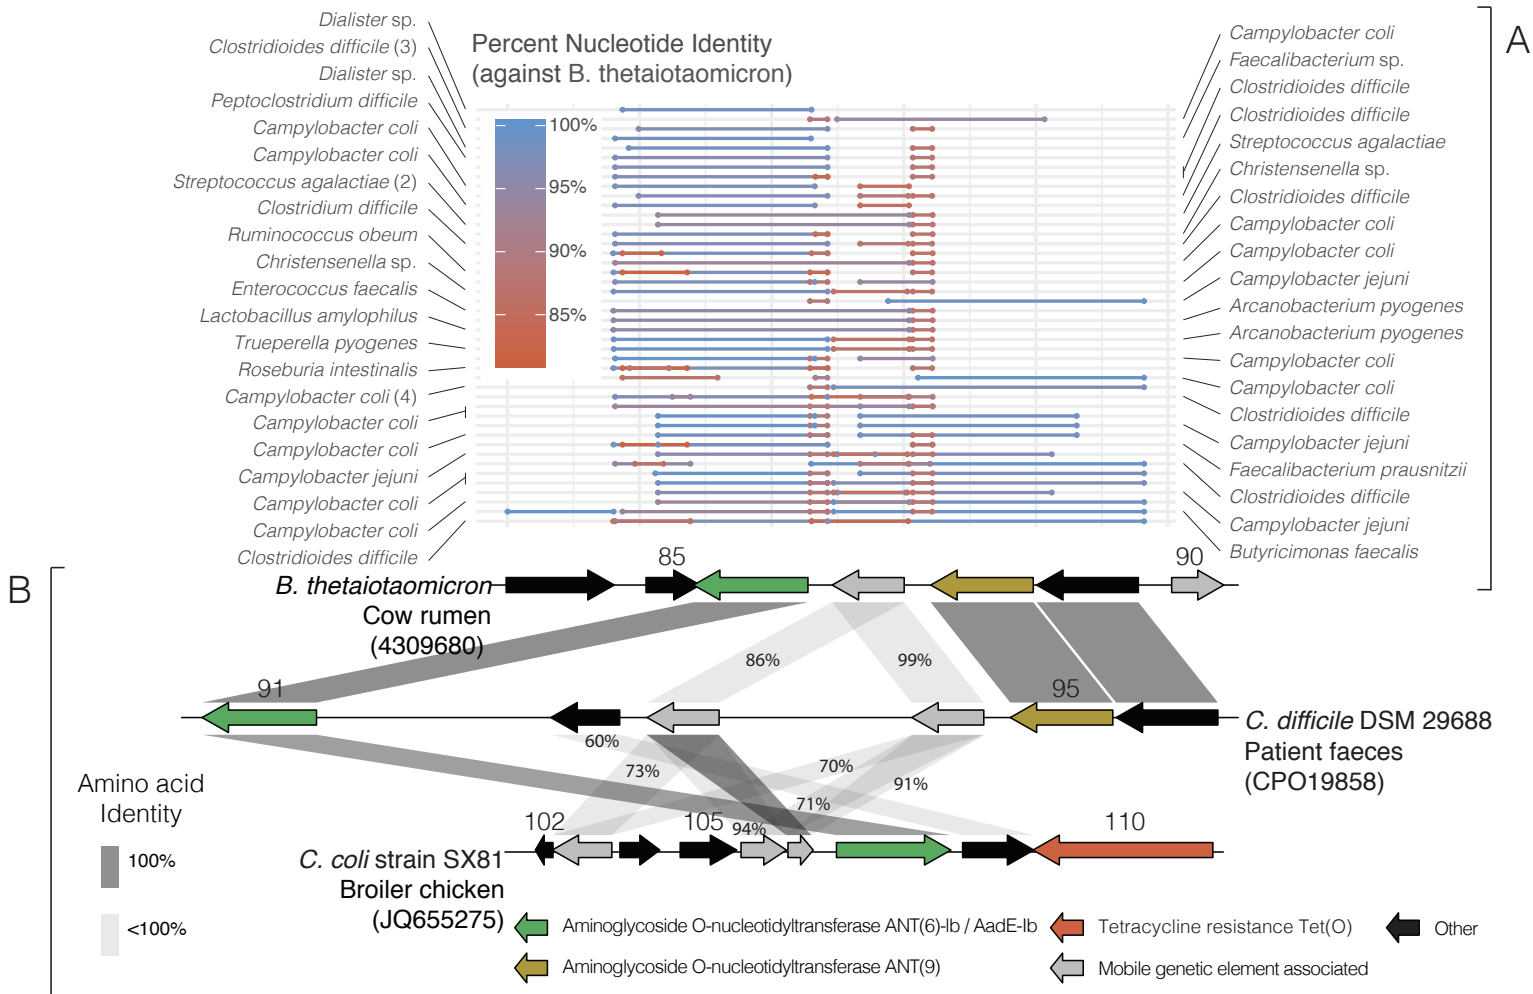 A
Percent Nucleotide Identity
(against B. thetaiotaomicron)
100%
95%
90%
85%
Dialister sp.
Clostridioides difficile (3)
Dialister sp.
Peptoclostridium difficile
Campylobacter coli
Campylobacter coli
Streptococcus agalactiae (2)
Clostridium difficile
Ruminococcus obeum
Christensenella sp.
Enterococcus faecalis
Lactobacillus amylophilus
Trueperella pyogenes
Roseburia intestinalis
Campylobacter coli (4)
Campylobacter coli
Campylobacter coli
Campylobacter jejuni
Campylobacter coli
Campylobacter coli
Clostridioides difficile
Campylobacter coli
Faecalibacterium sp.
Clostridioides difficile
Clostridioides difficile
Streptococcus agalactiae
Christensenella sp.
Clostridioides difficile
Campylobacter coli
Campylobacter coli
Campylobacter jejuni
Arcanobacterium pyogenes
Arcanobacterium pyogenes
Campylobacter coli
Campylobacter coli
Clostridioides difficile
Campylobacter jejuni
Faecalibacterium prausnitzii
Clostridioides difficile
Campylobacter jejuni
Butyricimonas faecalis
B
85
90
B. thetaiotaomicron
Cow rumen
(4309680)
86%
99%
91
95
C. difficile DSM 29688
Patient faeces
(CPO19858)
60%
73%
70%
91%
71%
94%
Amino acid
Identity
100%
<100%
102
105
110
C. coli strain SX81
Broiler chicken
(JQ655275)
Aminoglycoside O-nucleotidyltransferase ANT(6)-Ib / AadE-Ib
Tetracycline resistance Tet(O)
Other
Aminoglycoside O-nucleotidyltransferase ANT(9)
Mobile genetic element associated